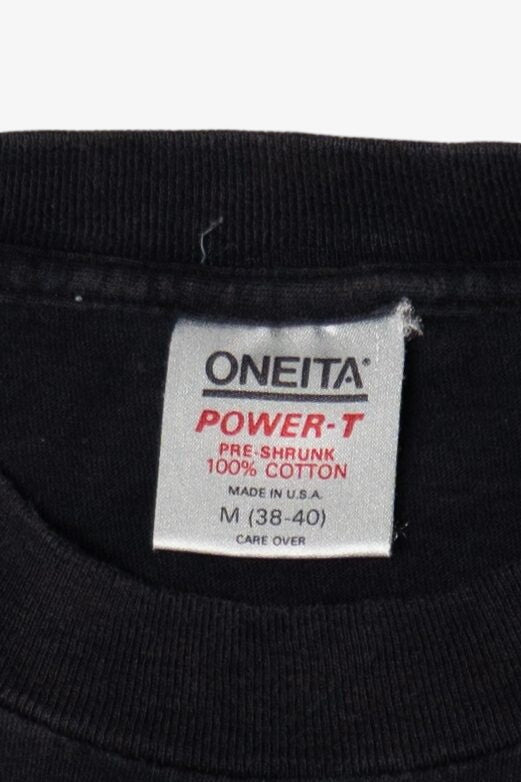 ONEITA®
POWER-T
PRE-SHRUNK
100% COTTON
MADE IN U.S.A.
M (38-40)
CARE OVER